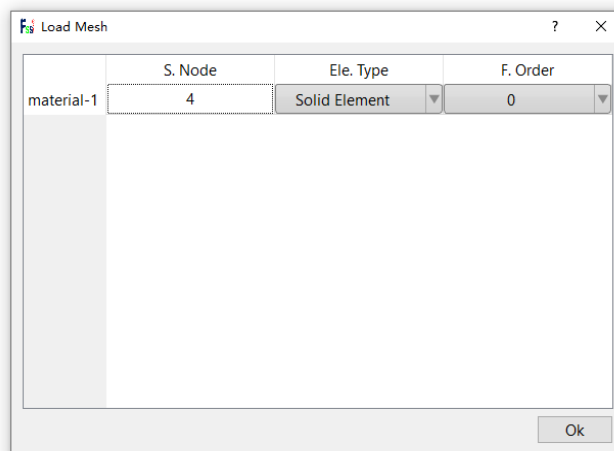 Load Mesh ?
S. Node Ele. Type F. Order
material-1 4 Solid Element 0
Ok